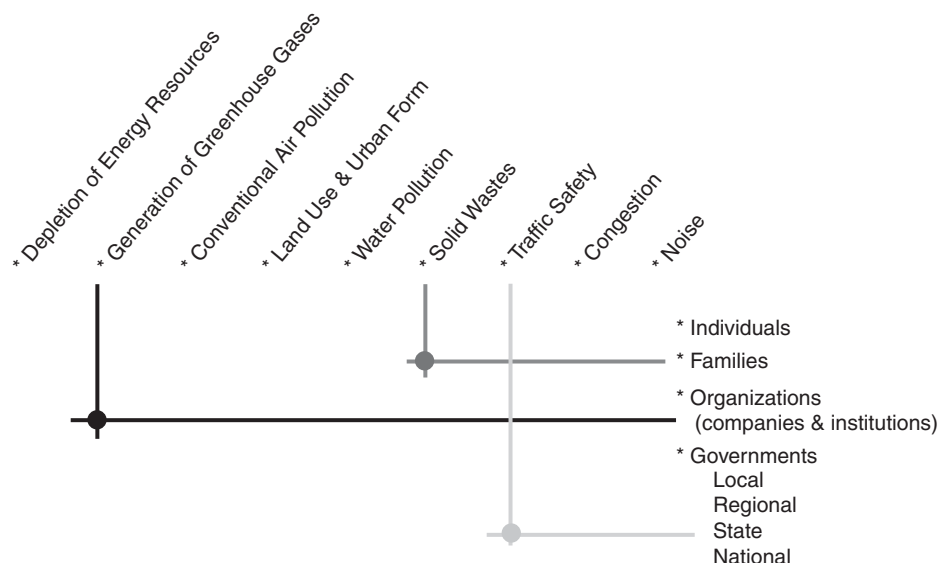 * Depletion of Energy Resources
* Generation of Greenhouse Gases
* Conventional Air Pollution
* Land Use & Urban Form
* Water Pollution
* Solid Wastes
* Traffic Safety
* Congestion
* Noise
* Individuals
* Families
* Organizations
(companies & institutions)
* Governments
Local
Regional
State
National